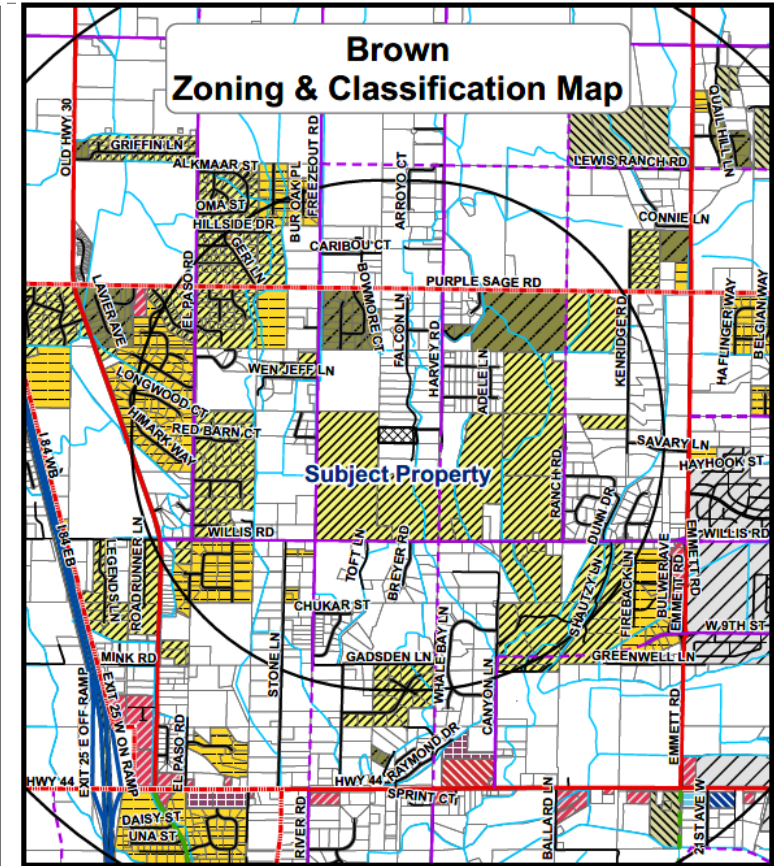 Brown
Zoning & Classification Map
OLD HWY 30
GRIFFIN LN
ALKMAAR ST
OMA ST
HILLSIDE DR
GERI LN
BUR OAK PL
FREEZEOUT RD
ARROYO CT
LEWIS RANCH RD
QUAIL HILL LN
CONNIE LN
CARIBOU CT
PURPLE SAGE RD
LAVIER AVE
EL PASO RD
BOWMORE CT
FALCON LN
HARVEY RD
ADELE LN
KENRIDGE RD
HAFLINGER WAY
BELGIAN WAY
WEN JEFF LN
LONGWOOD CT
HIMARK WAY
RED BARN CT
SAVARY LN
HAYHOOK ST
I 84 WB
I 84 EB
Subject Property
RANCH RD
DUNN DR
WILLIS RD
WILLIS RD
LEGENDS LN
ROADRUNNER LN
TOFT LN
BREYER RD
SHAUTZY LN
FIREBACK LN
BULWER AVE
EMMETT RD
EMMETT RD
CHUKAR ST
W 9TH ST
MINK RD
STONE LN
GADSDEN LN
WHALE BAY LN
CANYON LN
GREENWELL LN
EXIT 25 E OFF RAMP
EXIT 25 W ON RAMP
EL PASO RD
RAYMOND DR
EMMETT RD
HWY 44
HWY 44
SPRINT CT
DAISY ST
UNA ST
RIVER RD
BALLARD LN
21ST AVE W